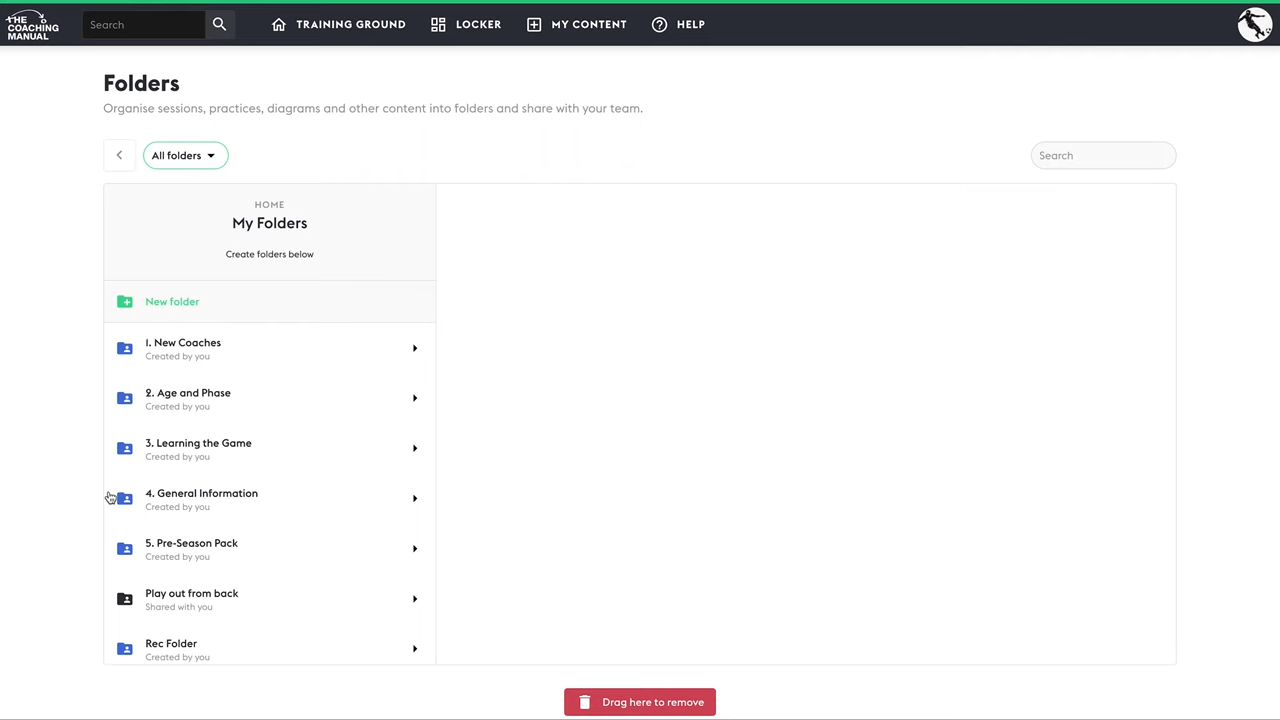 THE
COACHING
MANUAL
Search
TRAINING GROUND
LOCKER
MY CONTENT
HELP
Folders
Organise sessions, practices, diagrams and other content into folders and share with your team.
All folders
Search
HOME
My Folders
Create folders below
New folder
1. New Coaches
Created by you
2. Age and Phase
Created by you
3. Learning the Game
Created by you
4. General Information
Created by you
5. Pre-Season Pack
Created by you
Play out from back
Shared with you
Rec Folder
Created by you
Drag here to remove